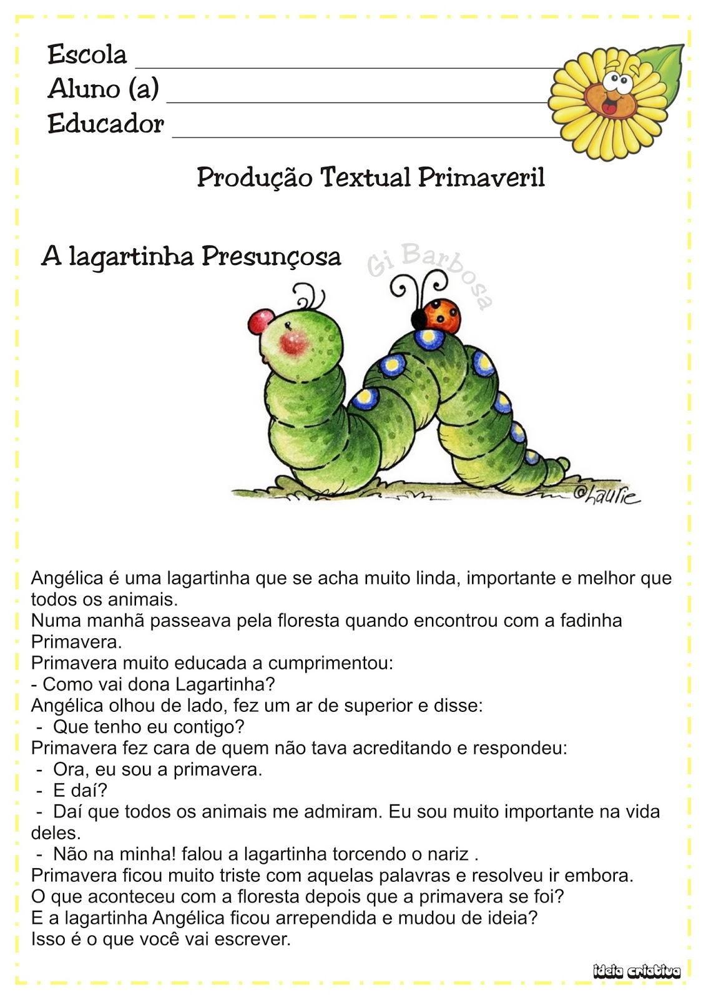 Escola
Aluno (a)
Educador
Produção Textual Primaveril
A lagartinha Presunçosa
Gi Barbosa
@Laurie
Angélica é uma lagartinha que se acha muito linda, importante e melhor que
todos os animais.
Numa manhã passeava pela floresta quando encontrou com a fadinha
Primavera.
Primavera muito educada a cumprimentou:
- Como vai dona Lagartinha?
Angélica olhou de lado, fez um ar de superior e disse:
- Que tenho eu contigo?
Primavera fez cara de quem não tava acreditando e respondeu:
- Ora, eu sou a primavera.
- E daí?
- Daí que todos os animais me admiram. Eu sou muito importante na vida
deles.
- Não na minha! falou a lagartinha torcendo o nariz .
Primavera ficou muito triste com aquelas palavras e resolveu ir embora.
O que aconteceu com a floresta depois que a primavera se foi?
E a lagartinha Angélica ficou arrependida e mudou de ideia?
Isso é o que você vai escrever.
ideia criativa